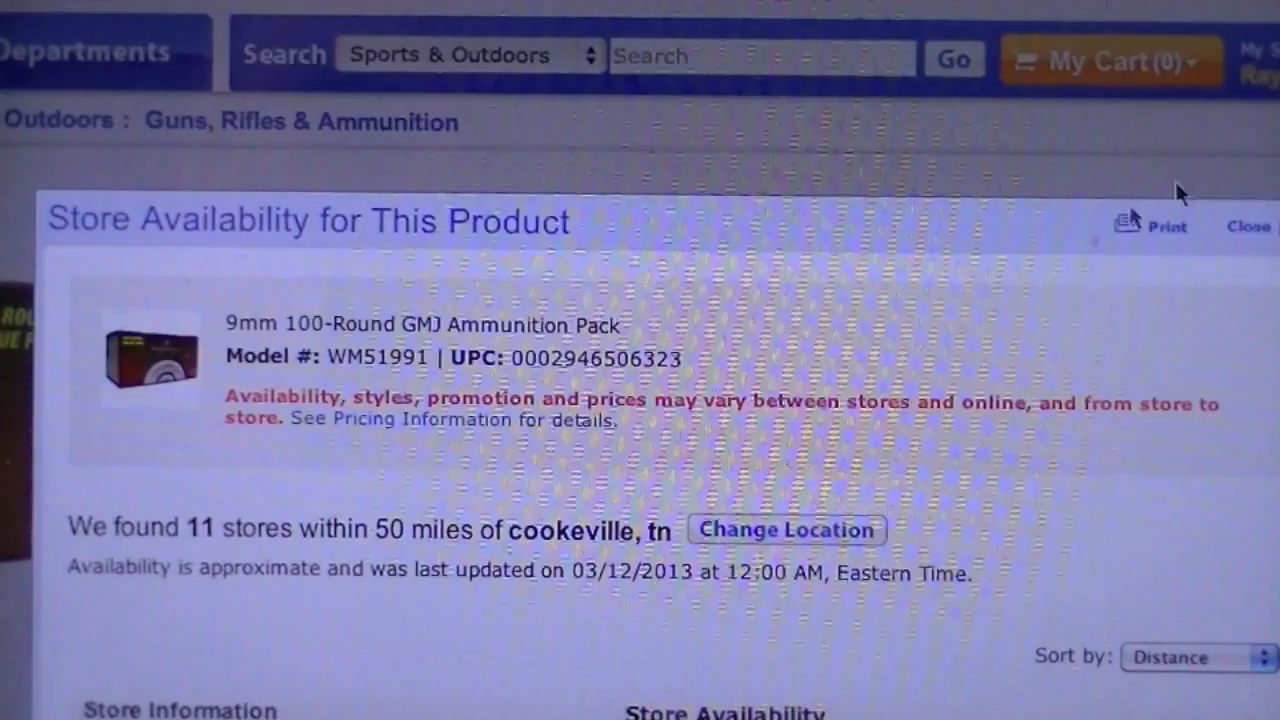 Departments
Search
Sports & Outdoors
Search
Go
My Cart (0)
My
Ray
Outdoors : Guns, Rifles & Ammunition
Store Availability for This Product
Print
Close
9mm 100-Round GMJ Ammunition Pack
Model #: WM51991 | UPC: 0002946506323
Availability, styles, promotion and prices may vary between stores and online, and from store to
store. See Pricing Information for details.
We found 11 stores within 50 miles of cookeville, tn
Change Location
Availability is approximate and was last updated on 03/12/2013 at 12:00 AM, Eastern Time.
Sort by: Distance
Store Information
Store Availability